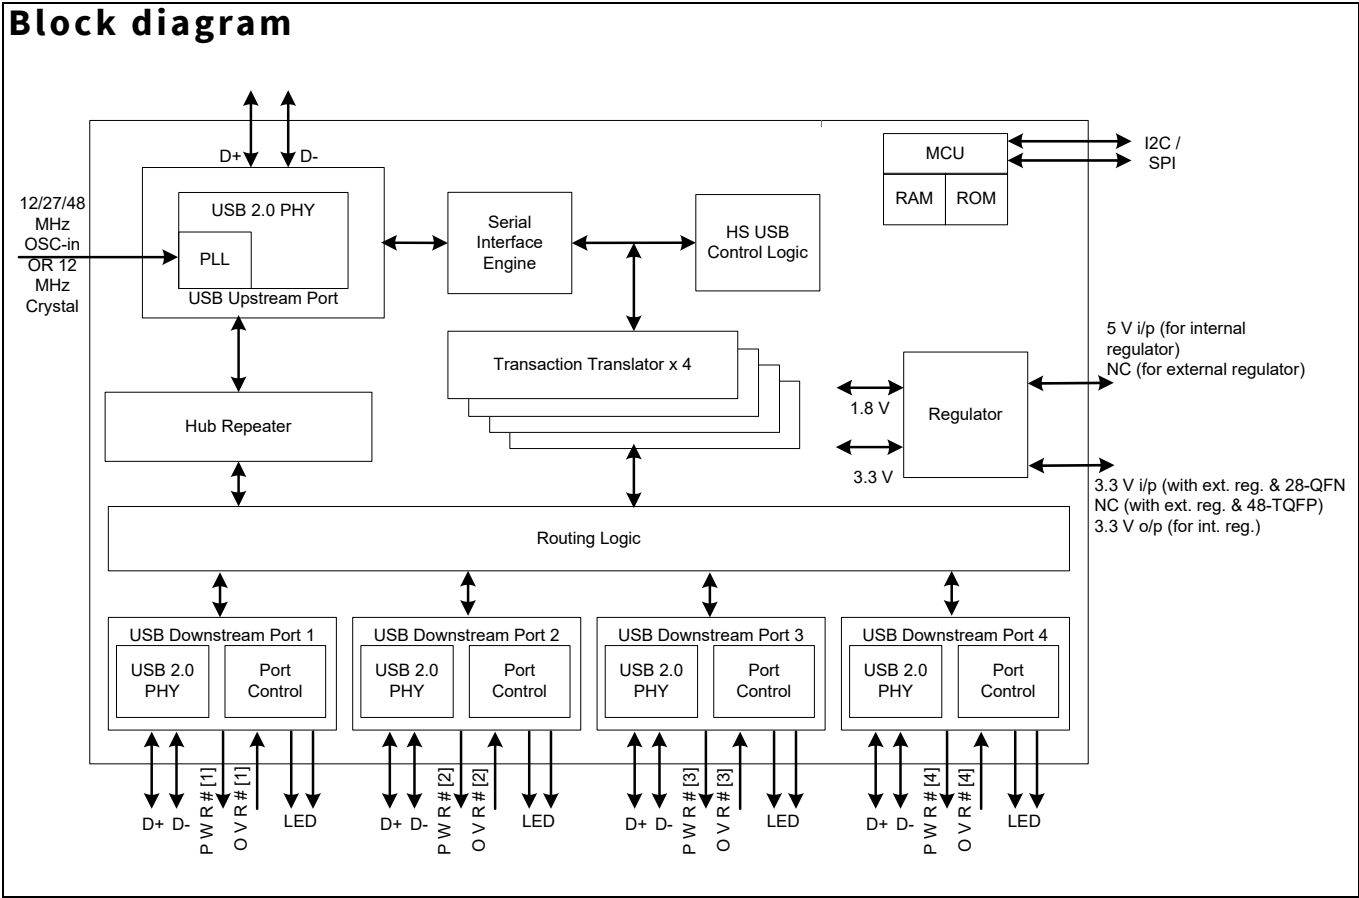 Block diagram
D+
D-
12/27/48
MHz
OSC-in
OR 12
MHz
Crystal
USB 2.0 PHY
PLL
USB Upstream Port
Serial
Interface
Engine
HS USB
Control Logic
MCU
RAM
ROM
I2C /
SPI
Transaction Translator x 4
Hub Repeater
1.8 V
3.3 V
Regulator
5 V i/p (for internal
regulator)
NC (for external regulator)
3.3 V i/p (with ext. reg. & 28-QFN
NC (with ext. reg. & 48-TQFP)
3.3 V o/p (for int. reg.)
Routing Logic
USB Downstream Port 1
USB 2.0
PHY
Port
Control
USB Downstream Port 2
USB 2.0
PHY
Port
Control
USB Downstream Port 3
USB 2.0
PHY
Port
Control
USB Downstream Port 4
USB 2.0
PHY
Port
Control
D+
D-
PWR#[1]
OVR#[1]
LED
D+
D-
PWR#[2]
OVR#[2]
LED
D+
D-
PWR#[3]
OVR#[3]
LED
D+
D-
PWR#[4]
OVR#[4]
LED